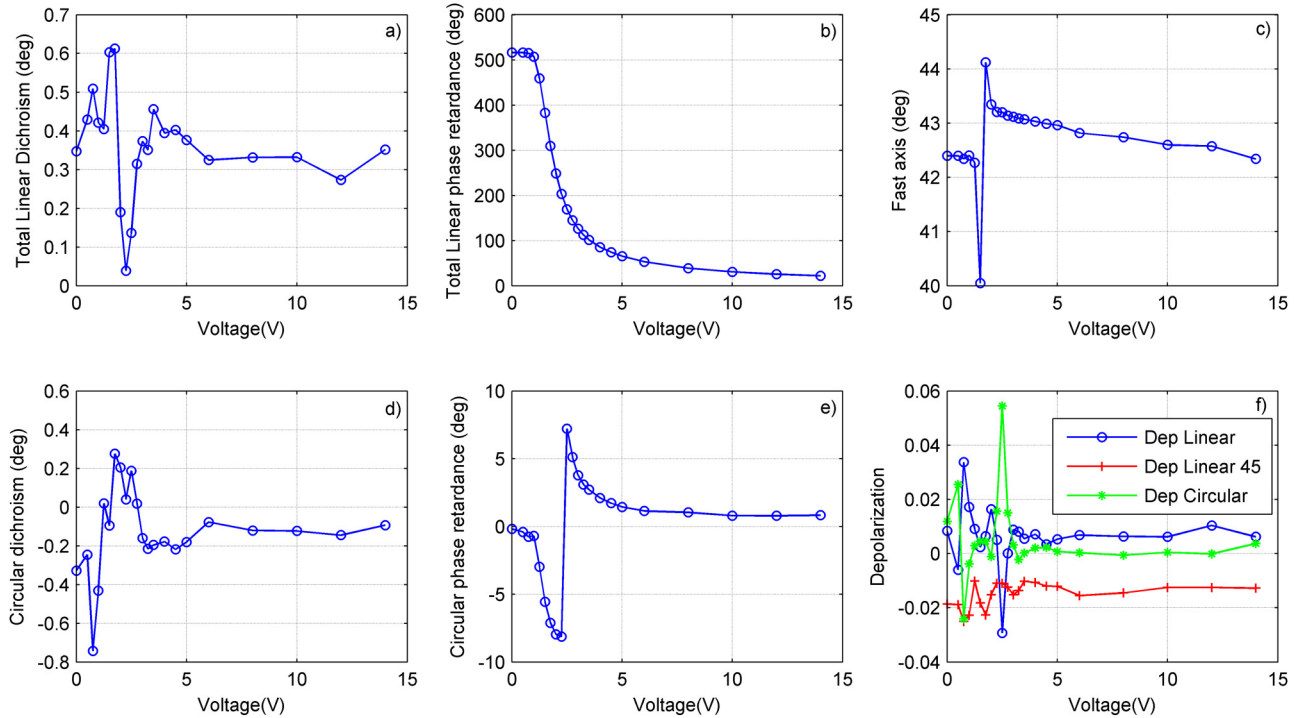 a)
Total Linear Dichroism (deg)
0.7
0.6
0.5
0.4
0.3
0.2
0.1
0
0 5 10 15
Voltage(V)
b)
Total Linear phase retardance (deg)
600
500
400
300
200
100
0
0 5 10 15
Voltage(V)
c)
Fast axis (deg)
45
44
43
42
41
40
0 5 10 15
Voltage(V)
d)
Circular dichroism (deg)
0.6
0.4
0.2
0
-0.2
-0.4
-0.6
-0.8
0 5 10 15
Voltage(V)
e)
Circular phase retardance (deg)
10
5
0
-5
-10
0 5 10 15
Voltage(V)
f)
Depolarization
0.06
0.04
0.02
0
-0.02
-0.04
0 5 10 15
Voltage(V)
Dep Linear
Dep Linear 45
Dep Circular